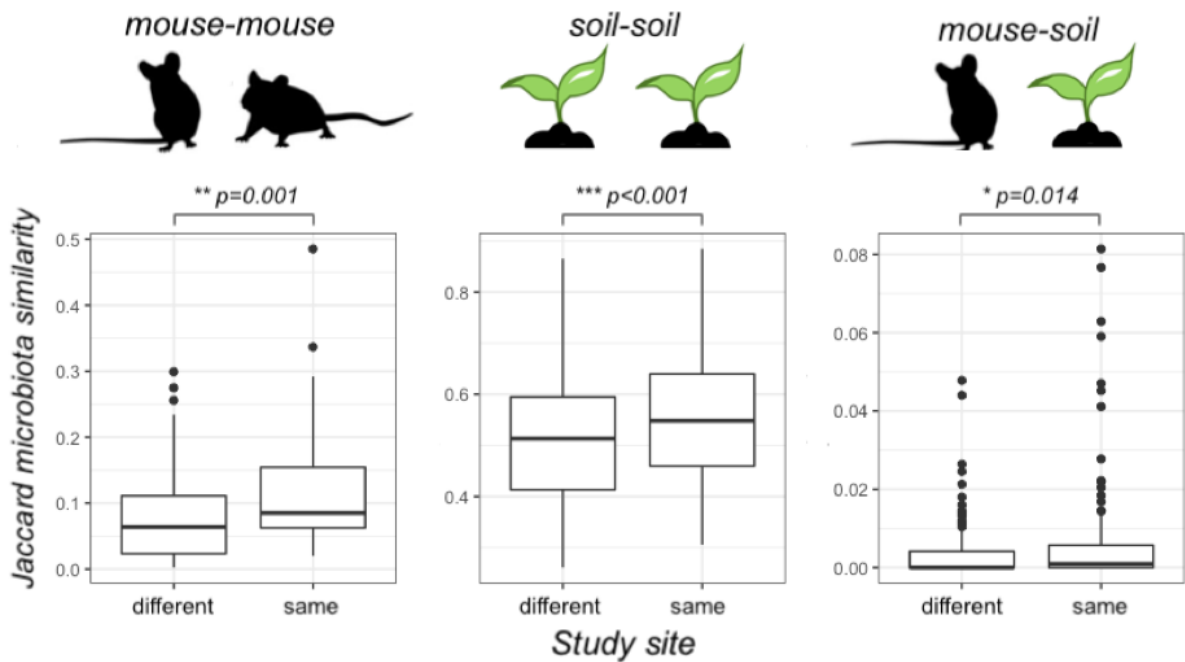 mouse-mouse
soil-soil
mouse-soil
** p=0.001
*** p<0.001
* p=0.014
Jaccard microbiota similarity
0.5
0.4
0.3
0.2
0.1
0.0
different same
0.8
0.6
0.4
different same
0.08
0.06
0.04
0.02
0.00
different same
Study site